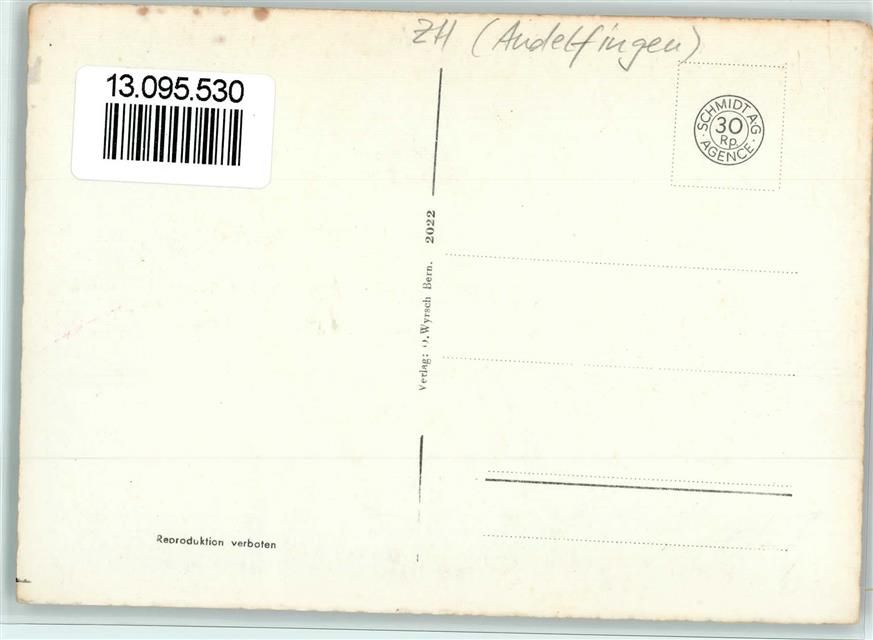 ZH (Andelfingen)
13.095.530
SCHMIDT AG
30
Rp.
AGENCE
Verlag: O. Wyrsch Bern. 2022
Reproduktion verboten